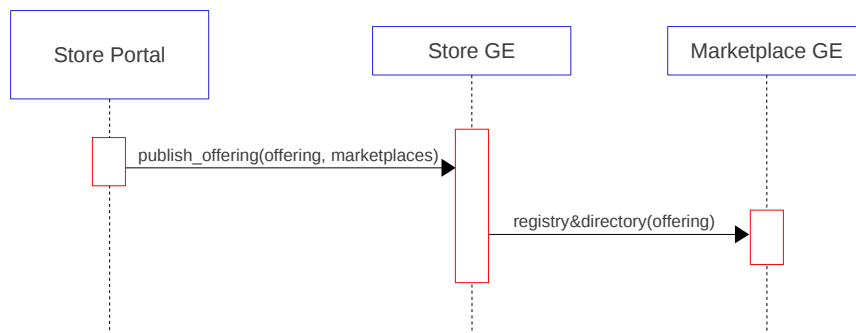 Store Portal
Store GE
Marketplace GE
publish_offering(offering, marketplaces)
registry&directory(offering)